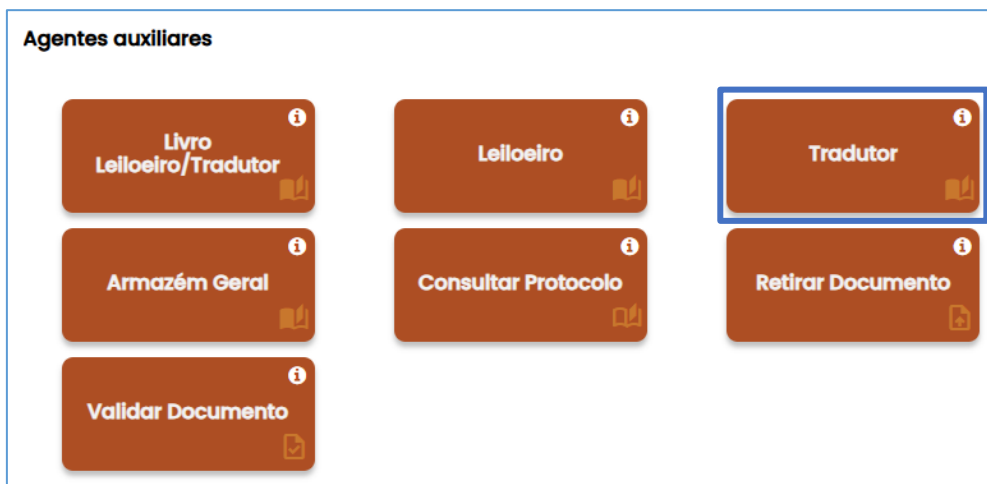 Agentes auxiliares
Livro
Leiloeiro/Tradutor
Leiloeiro
Tradutor
Armazém Geral
Consultar Protocolo
Retirar Documento
Validar Documento